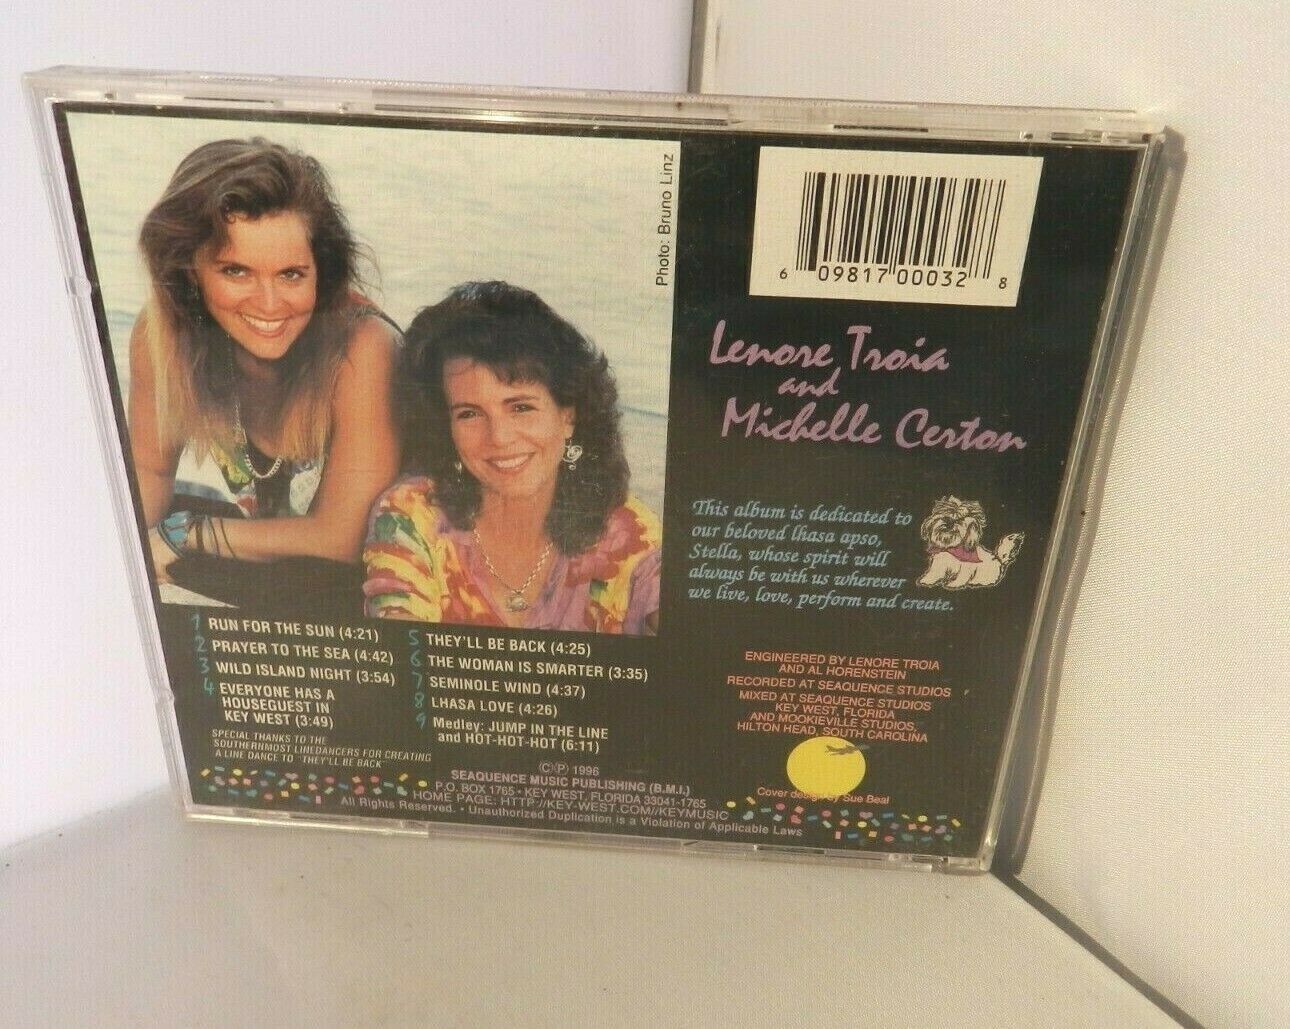 Photo: Bruno Linz
6 09817 00032 8
Lenore Troia
and
Michelle Certon
This album is dedicated to
our beloved lhasa apso,
Stella, whose spirit will
always be with us wherever
we live, love, perform and create.
1 RUN FOR THE SUN (4:21)
2 PRAYER TO THE SEA (4:42)
3 WILD ISLAND NIGHT (3:54)
4 EVERYONE HAS A
HOUSEGUEST IN
KEY WEST (3:49)
5 THEY'LL BE BACK (4:25)
6 THE WOMAN IS SMARTER (3:35)
7 SEMINOLE WIND (4:37)
8 LHASA LOVE (4:26)
9 Medley: JUMP IN THE LINE
and HOT-HOT-HOT (6:11)
SPECIAL THANKS TO THE
SOUTHERNMOST LINEDANCERS FOR CREATING
A LINE DANCE TO "THEY'LL BE BACK"
ENGINEERED BY LENORE TROIA
AND AL HORENSTEIN
RECORDED AT SEAQUENCE STUDIOS
MIXED AT SEAQUENCE STUDIOS
KEY WEST, FLORIDA
AND MOOKIEVILLE STUDIOS,
HILTON HEAD, SOUTH CAROLINA
Cover design by Sue Beal
©℗ 1996
SEAQUENCE MUSIC PUBLISHING (B.M.I.)
P.O. BOX 1765 • KEY WEST, FLORIDA 33041-1765
HOME PAGE: HTTP://KEY-WEST.COM//KEYMUSIC
All Rights Reserved. • Unauthorized Duplication is a Violation of Applicable Laws